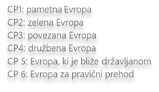 CP1: pametna Evropa
CP2: zelena Evropa
CP3: povezana Evropa
CP4: družbena Evropa
CP 5: Evropa, ki je bliže državljanom
CP 6: Evropa za pravični prehod